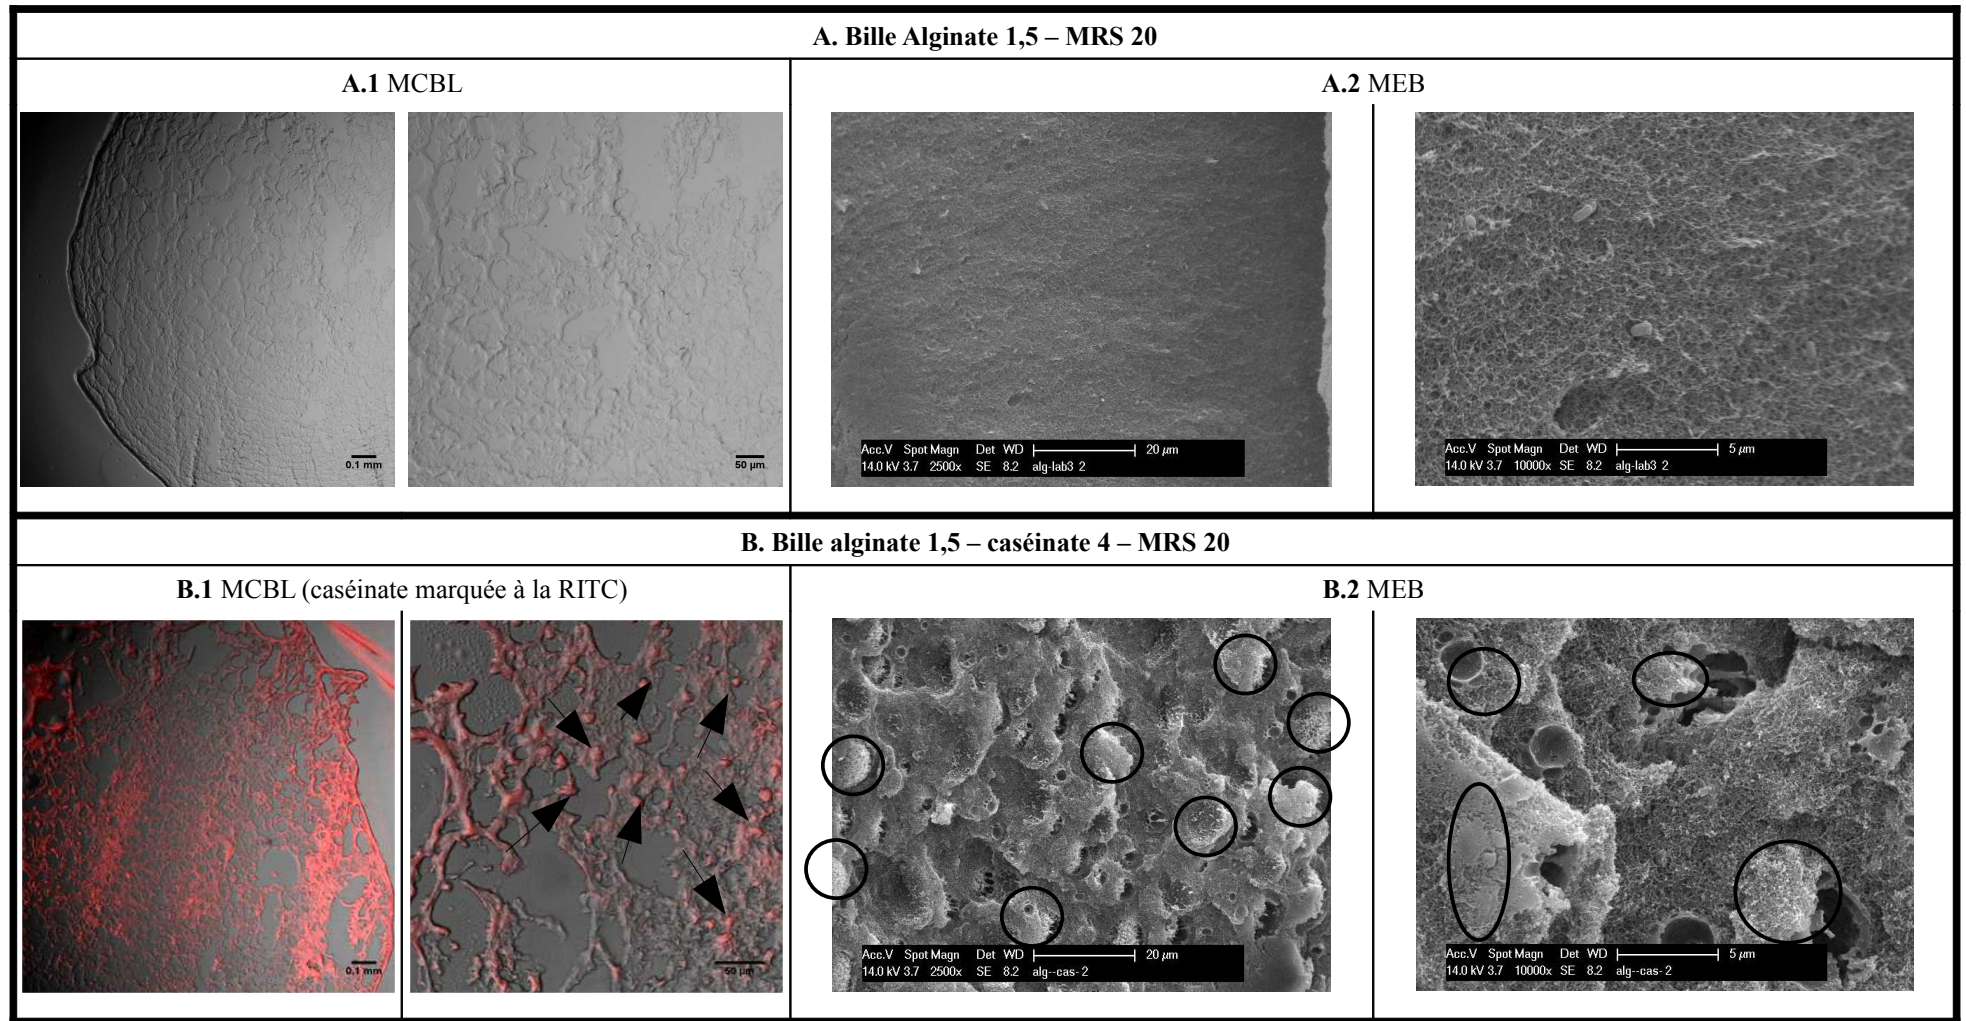 A. Bille Alginate 1,5 – MRS 20
A.1 MCBL
A.2 MEB
0.1 mm
50 µm
Acc.V Spot Magn Det WD 20 µm
14.0 kV 3.7 2500x SE 8.2 alg-lab3 2
Acc.V Spot Magn Det WD 5 µm
14.0 kV 3.7 10000x SE 8.2 alg-lab3 2
B. Bille alginate 1,5 – caséinate 4 – MRS 20
B.1 MCBL (caséinate marquée à la RITC)
B.2 MEB
0.1 mm
50 µm
Acc.V Spot Magn Det WD 20 µm
14.0 kV 3.7 2500x SE 8.2 alg--cas- 2
Acc.V Spot Magn Det WD 5 µm
14.0 kV 3.7 10000x SE 8.2 alg--cas- 2